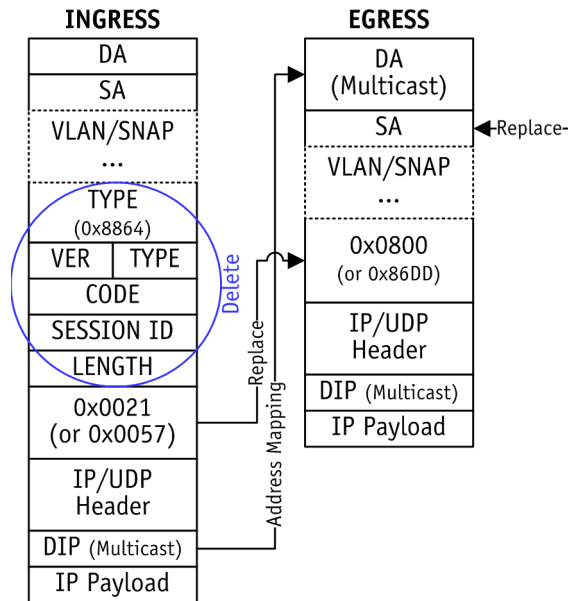 INGRESS
DA
SA
VLAN/SNAP
...
TYPE
(0x8864)
VER TYPE
CODE
SESSION ID
LENGTH
0x0021
(or 0x0057)
IP/UDP
Header
DIP (Multicast)
IP Payload
Delete
Replace
Address Mapping
EGRESS
DA
(Multicast)
SA
Replace
VLAN/SNAP
...
0x0800
(or 0x86DD)
IP/UDP
Header
DIP (Multicast)
IP Payload